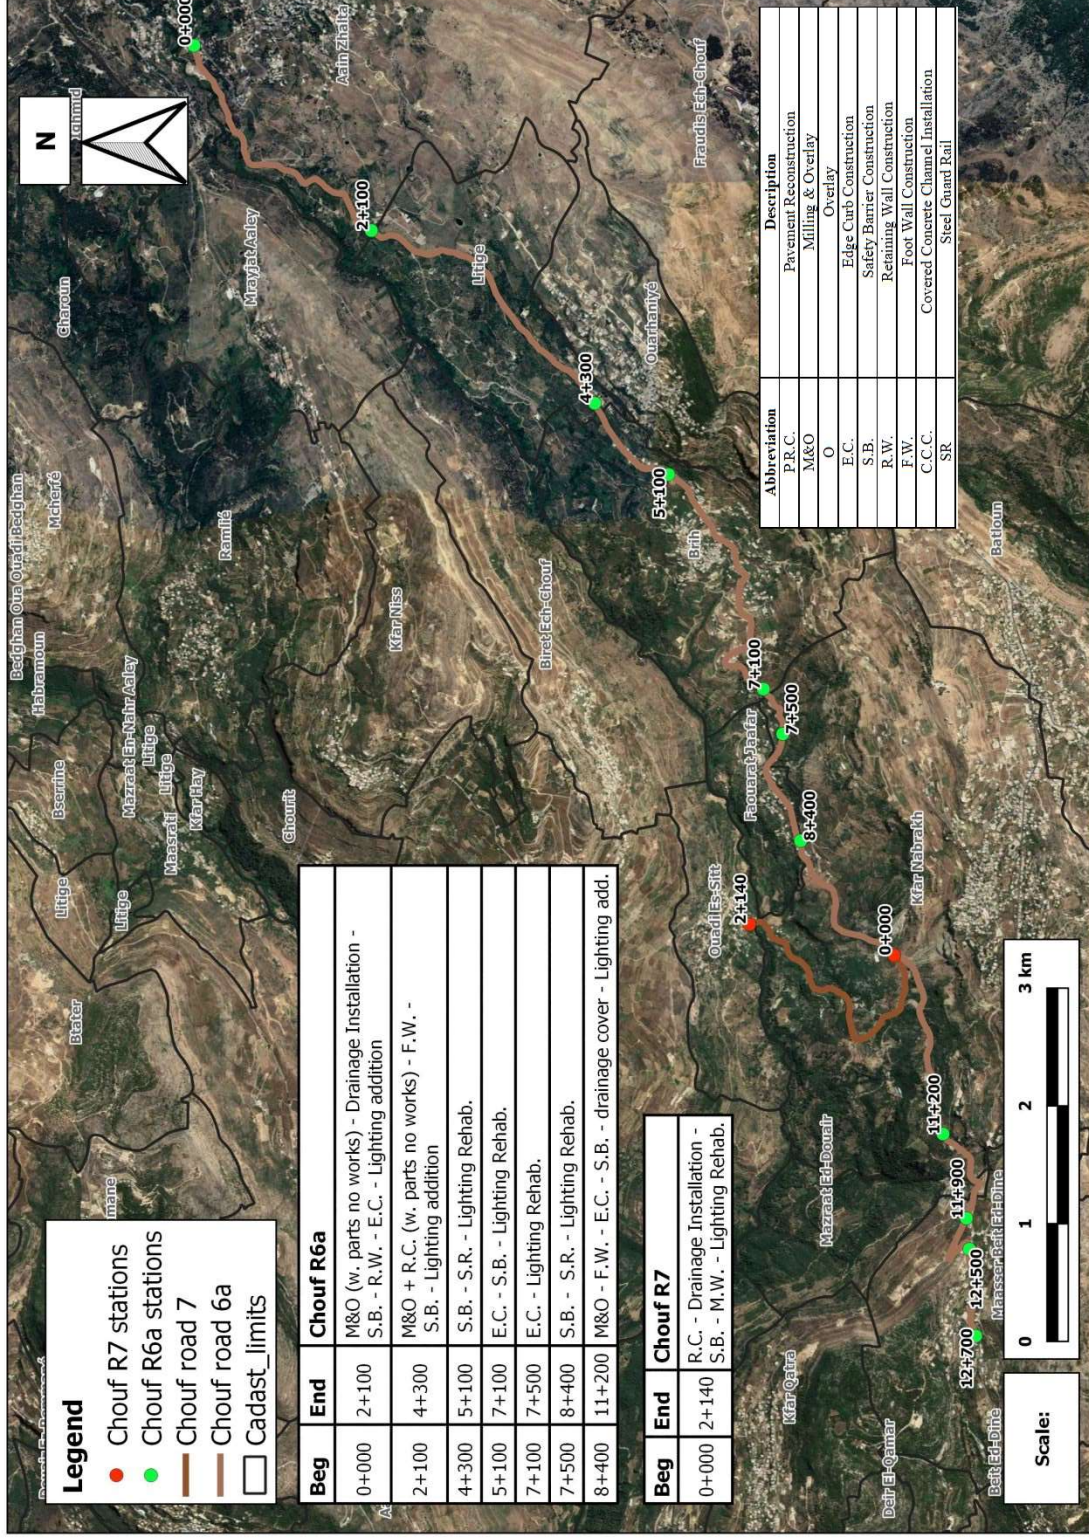 N
Legend
Chouf R7 stations
Chouf R6a stations
Chouf road 7
Chouf road 6a
Cadast_limits
Beg End Chouf R6a
0+000 2+100 M&O (w. parts no works) - Drainage Installation -
S.B. - R.W. - E.C. - Lighting addition
2+100 4+300 M&O + R.C. (w. parts no works) - F.W. -
S.B. - Lighting addition
4+300 5+100 S.B. - S.R. - Lighting Rehab.
5+100 7+100 E.C. - S.B. - Lighting Rehab.
7+100 7+500 E.C. - Lighting Rehab.
7+500 8+400 S.B. - S.R. - Lighting Rehab.
8+400 11+200 M&O - F.W. - E.C. - S.B. - drainage cover - Lighting add.
Beg End Chouf R7
0+000 2+140 R.C. - Drainage Installation -
S.B. - M.W. - Lighting Rehab.
Abbreviation Description
P.R.C. Pavement Reconstruction
M&O Milling & Overlay
O Overlay
E.C. Edge Curb Construction
S.B. Safety Barrier Construction
R.W. Retaining Wall Construction
F.W. Foot Wall Construction
C.C.C. Covered Concrete Channel Installation
SR Steel Guard Rail
Scale:
0 1 2 3 km
0+000
2+100
4+300
5+100
7+100
7+500
8+400
2+140
0+000
11+200
11+900
12+500
12+700
Bedghan Oua Ouadi Bedghan
Habramoun
Mcherfé
Charoun
Bserrine
Mazraat En-Nahr Aaley
Litige
Litige
Maasraiti
Kfar Hay
Litige
Litige
Btater
Chourit
Ramlié
Mrayjat Aaley
Aain Zhalta
Kfar Niss
Litige
Biret Ech-Chouf
Ouarhaniyé
Fraudis Ech-Chouf
Brih
Faouarat Jaafar
Ouadi Es-Sitt
Kfar Nabrakh
Batloun
Mazraat Ed-Douair
Maasser Beit Ed-Dine
Kfar Qatra
Deir El-Qamar
Beit Ed-Dine